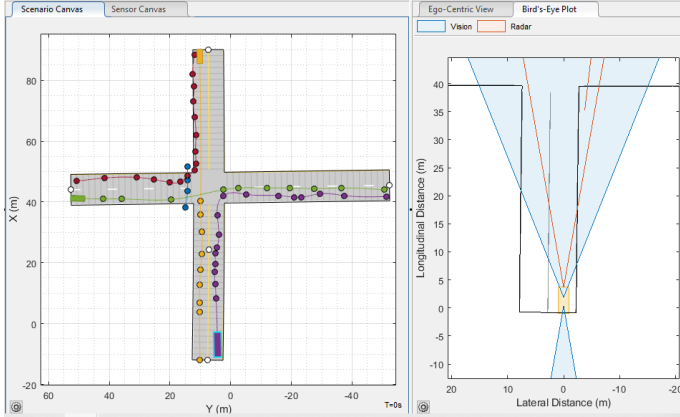 Scenario Canvas
Sensor Canvas
80
60
40
20
0
-20
X (m)
60
40
20
0
-20
-40
Y (m)
T=0s
Ego-Centric View
Bird's-Eye Plot
Vision
Radar
40
35
30
25
20
15
10
5
0
-5
-10
Longitudinal Distance (m)
20
10
0
-10
-20
Lateral Distance (m)